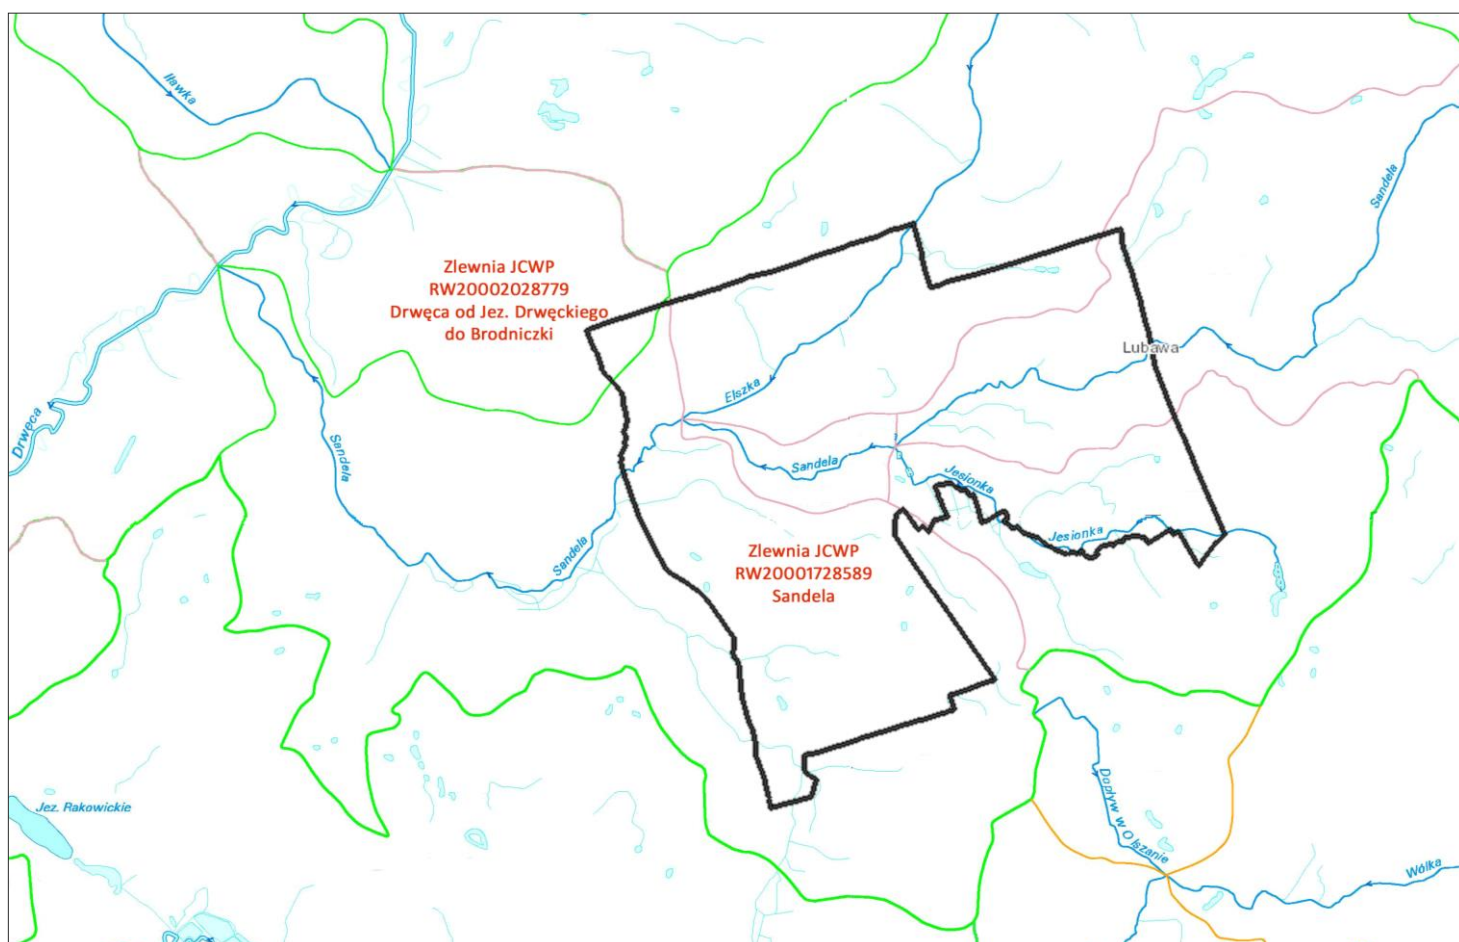 Iławka
Sandela
Zlewnia JCWP
RW20002028779
Drwęca od Jez. Drwęckiego
do Brodniczki
Lubawa
Elszka
Drwęca
Sandela
Sandela
Jesionka
Jesionka
Sandela
Zlewnia JCWP
RW20001728589
Sandela
Jez. Rakowickie
Dopływ w Olszanie
Wólka